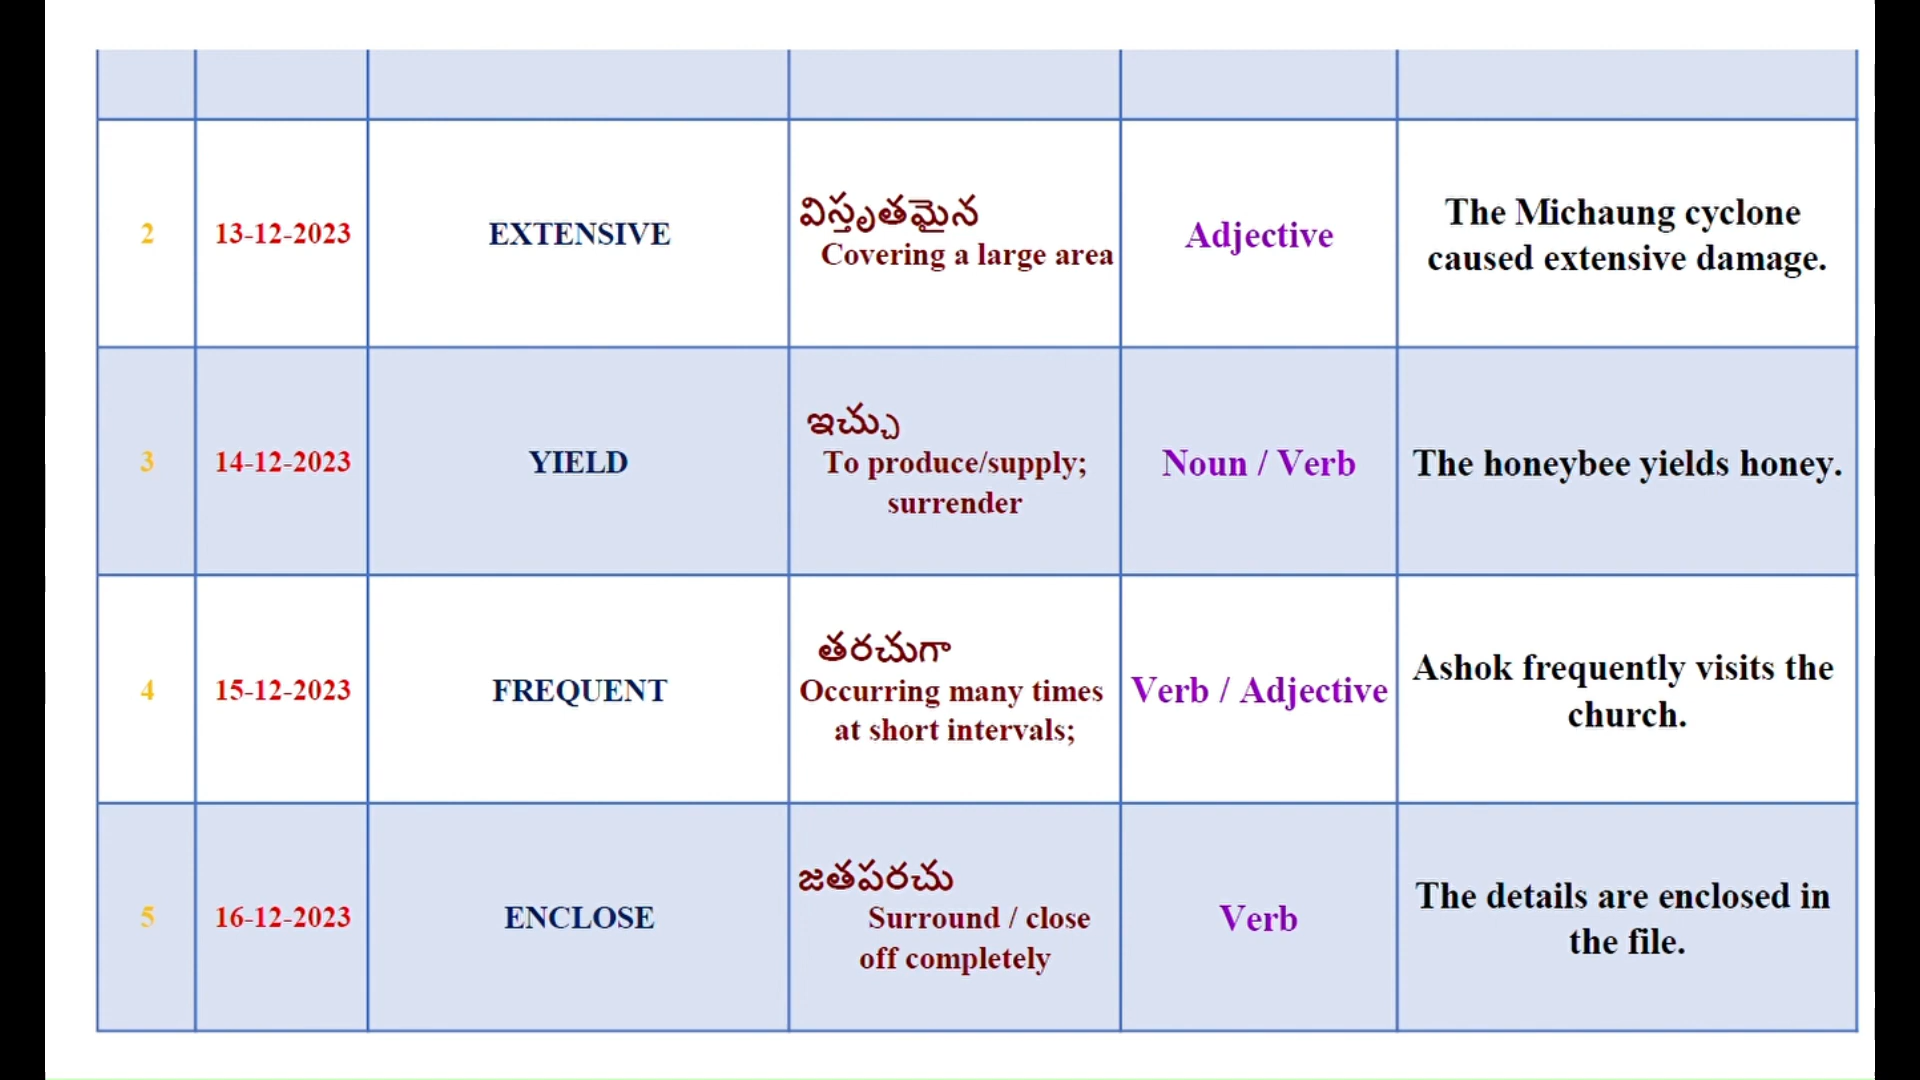 2
13-12-2023
EXTENSIVE
విస్తృతమైన
Covering a large area
Adjective
The Michaung cyclone
caused extensive damage.
3
14-12-2023
YIELD
ఇచ్చు
To produce/supply;
surrender
Noun / Verb
The honeybee yields honey.
4
15-12-2023
FREQUENT
తరచుగా
Occurring many times
at short intervals;
Verb / Adjective
Ashok frequently visits the
church.
5
16-12-2023
ENCLOSE
జతపరచు
Surround / close
off completely
Verb
The details are enclosed in
the file.